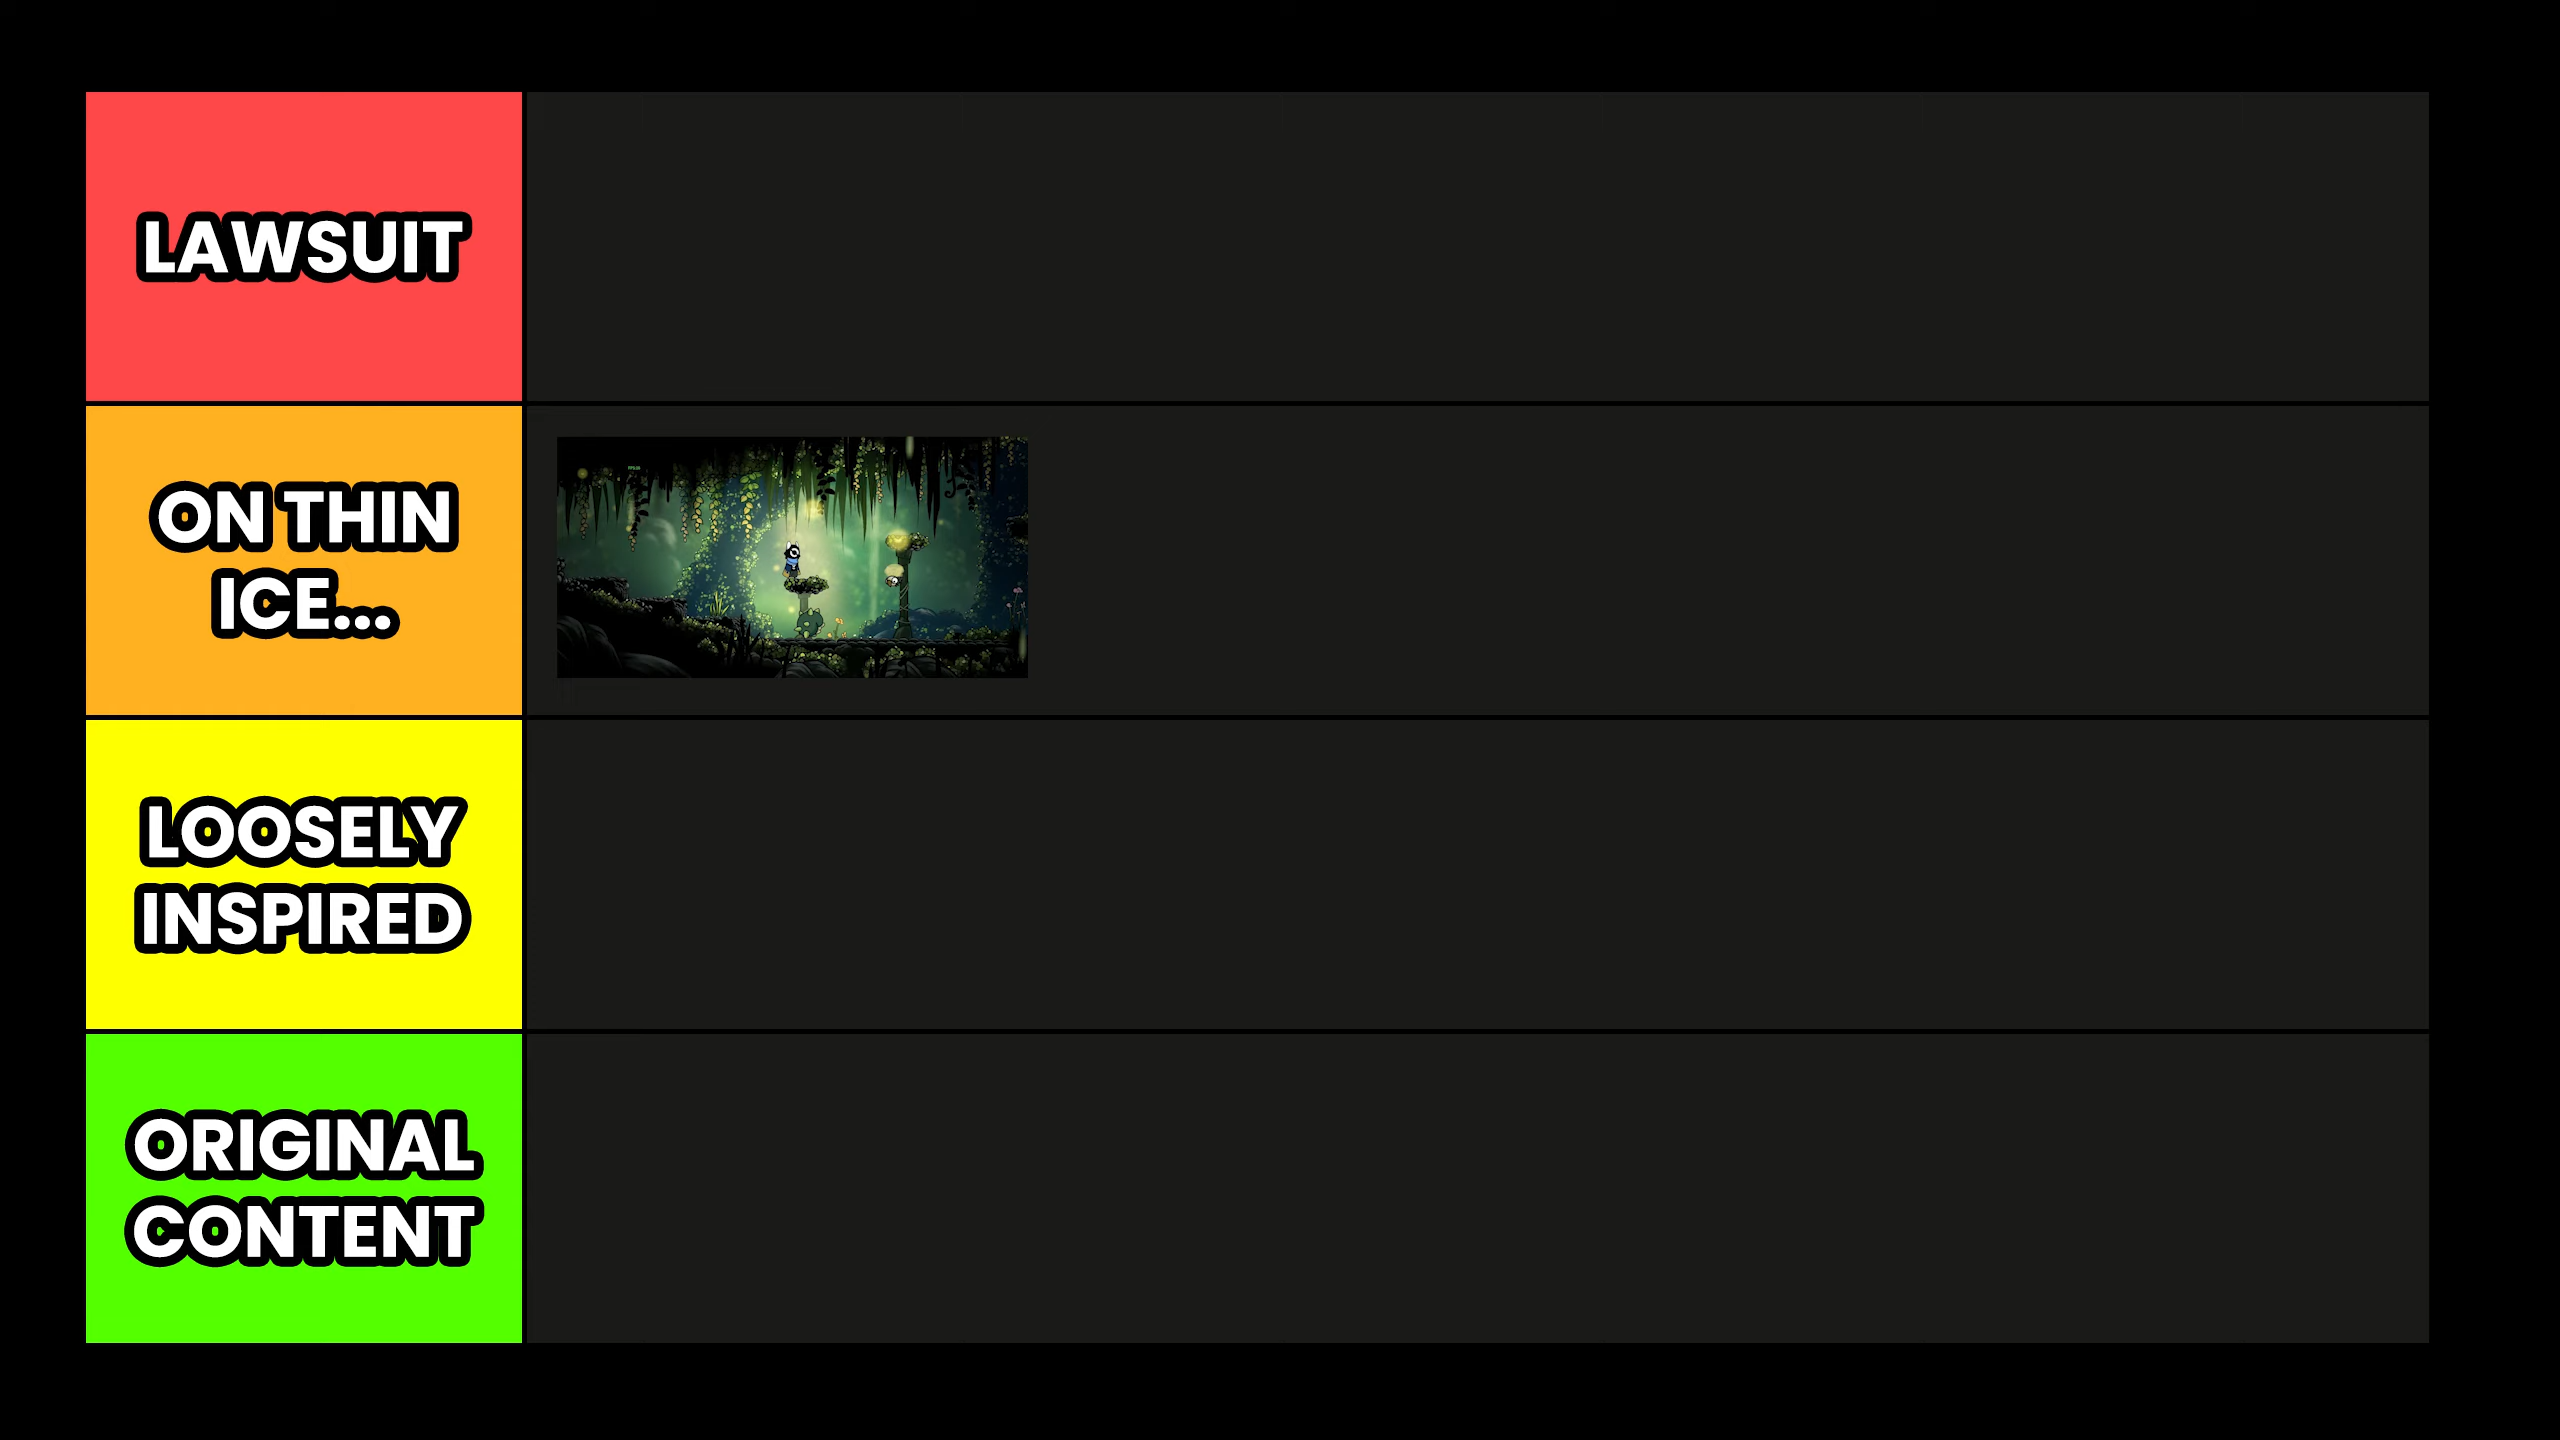 LAWSUIT
ON THIN
ICE...
LOOSELY
INSPIRED
ORIGINAL
CONTENT